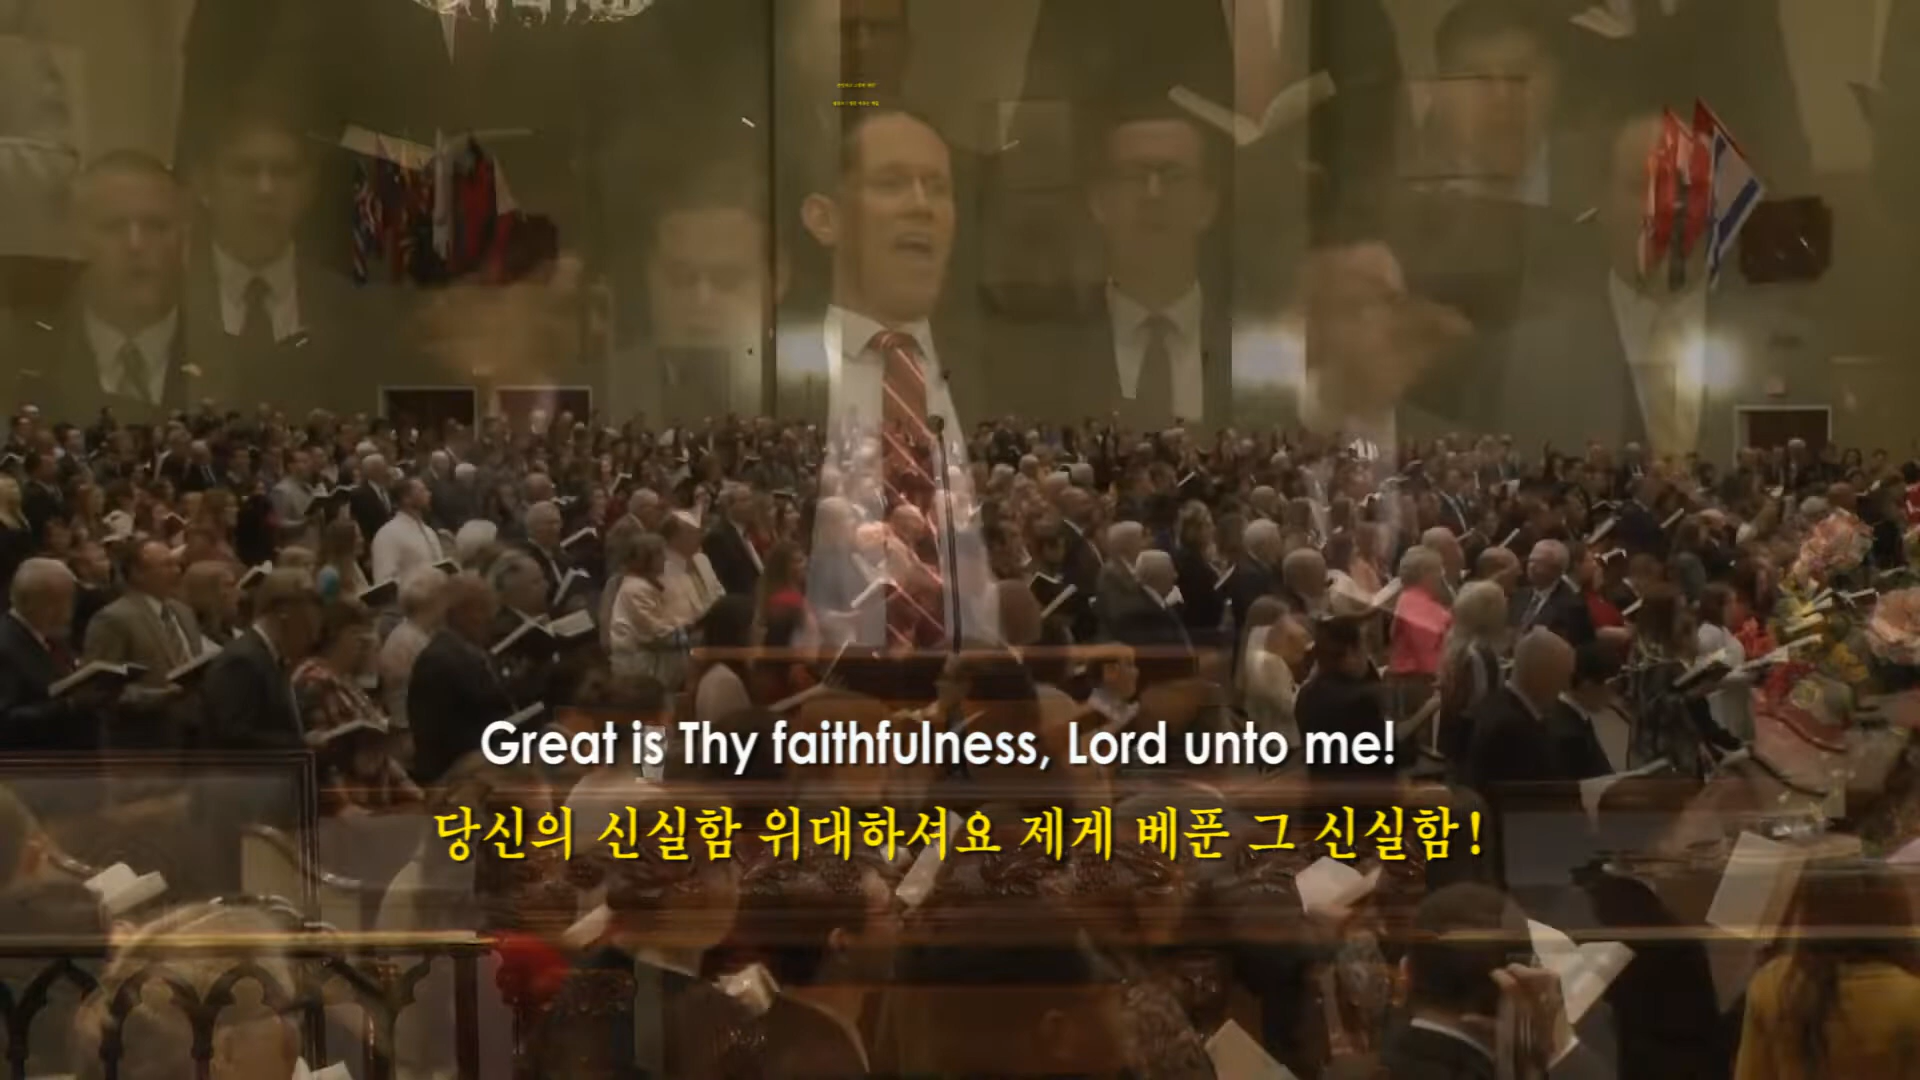 Great is Thy faithfulness, Lord unto me!
당신의 신실함 위대하셔요 제게 베푼 그 신실함!